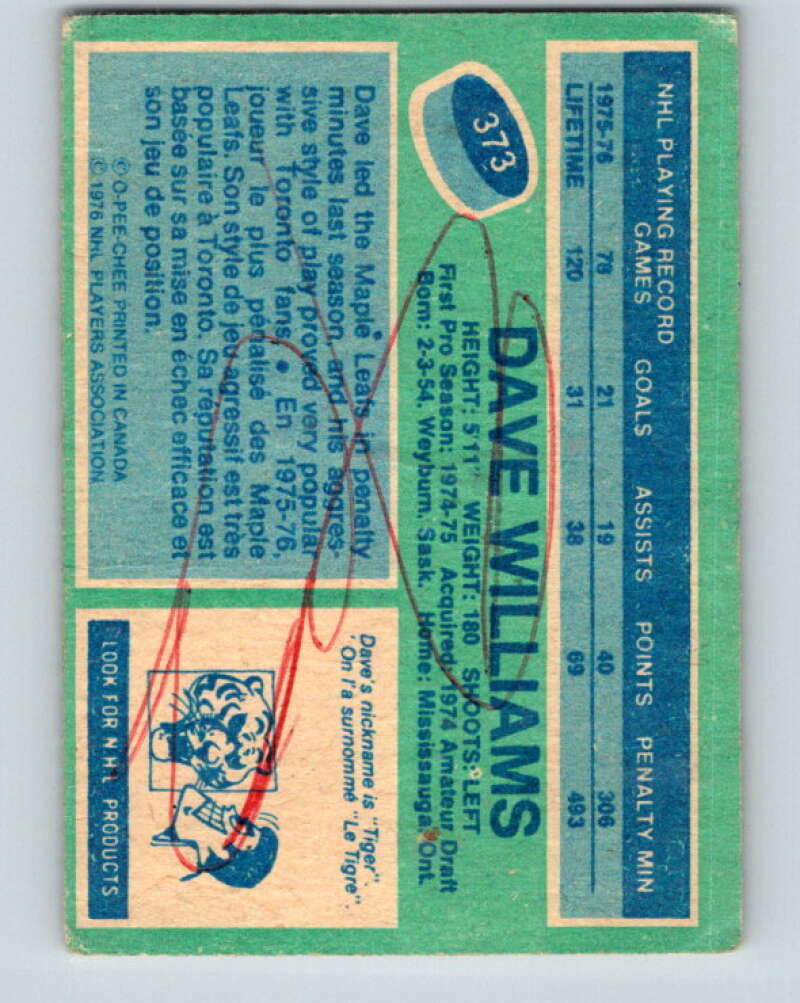 NHL PLAYING RECORD
GAMES GOALS ASSISTS POINTS PENALTY MIN
1975-76 78 21 19 40 306
LIFETIME 120 31 38 69 493
373
DAVE WILLIAMS
HEIGHT: 5'11" WEIGHT: 180 SHOOTS: LEFT
First Pro Season: 1974-75 Acquired: 1974 Amateur Draft
Born: 2-3-54, Weyburn, Sask. Home: Mississauga, Ont.
Dave led the Maple Leafs in penalty
minutes last season, and his aggres-
sive style of play proved very popular
with Toronto fans. • En 1975-76,
joueur le plus pénalisé des Maple
Leafs. Son style de jeu agressif est très
populaire à Toronto. Sa réputation est
basée sur sa mise en échec efficace et
son jeu de position.
© O-PEE-CHEE PRINTED IN CANADA
© 1976 NHL PLAYERS ASSOCIATION
Dave's nickname is "Tiger".
On l'a surnommé "Le Tigre".
LOOK FOR NHL PRODUCTS